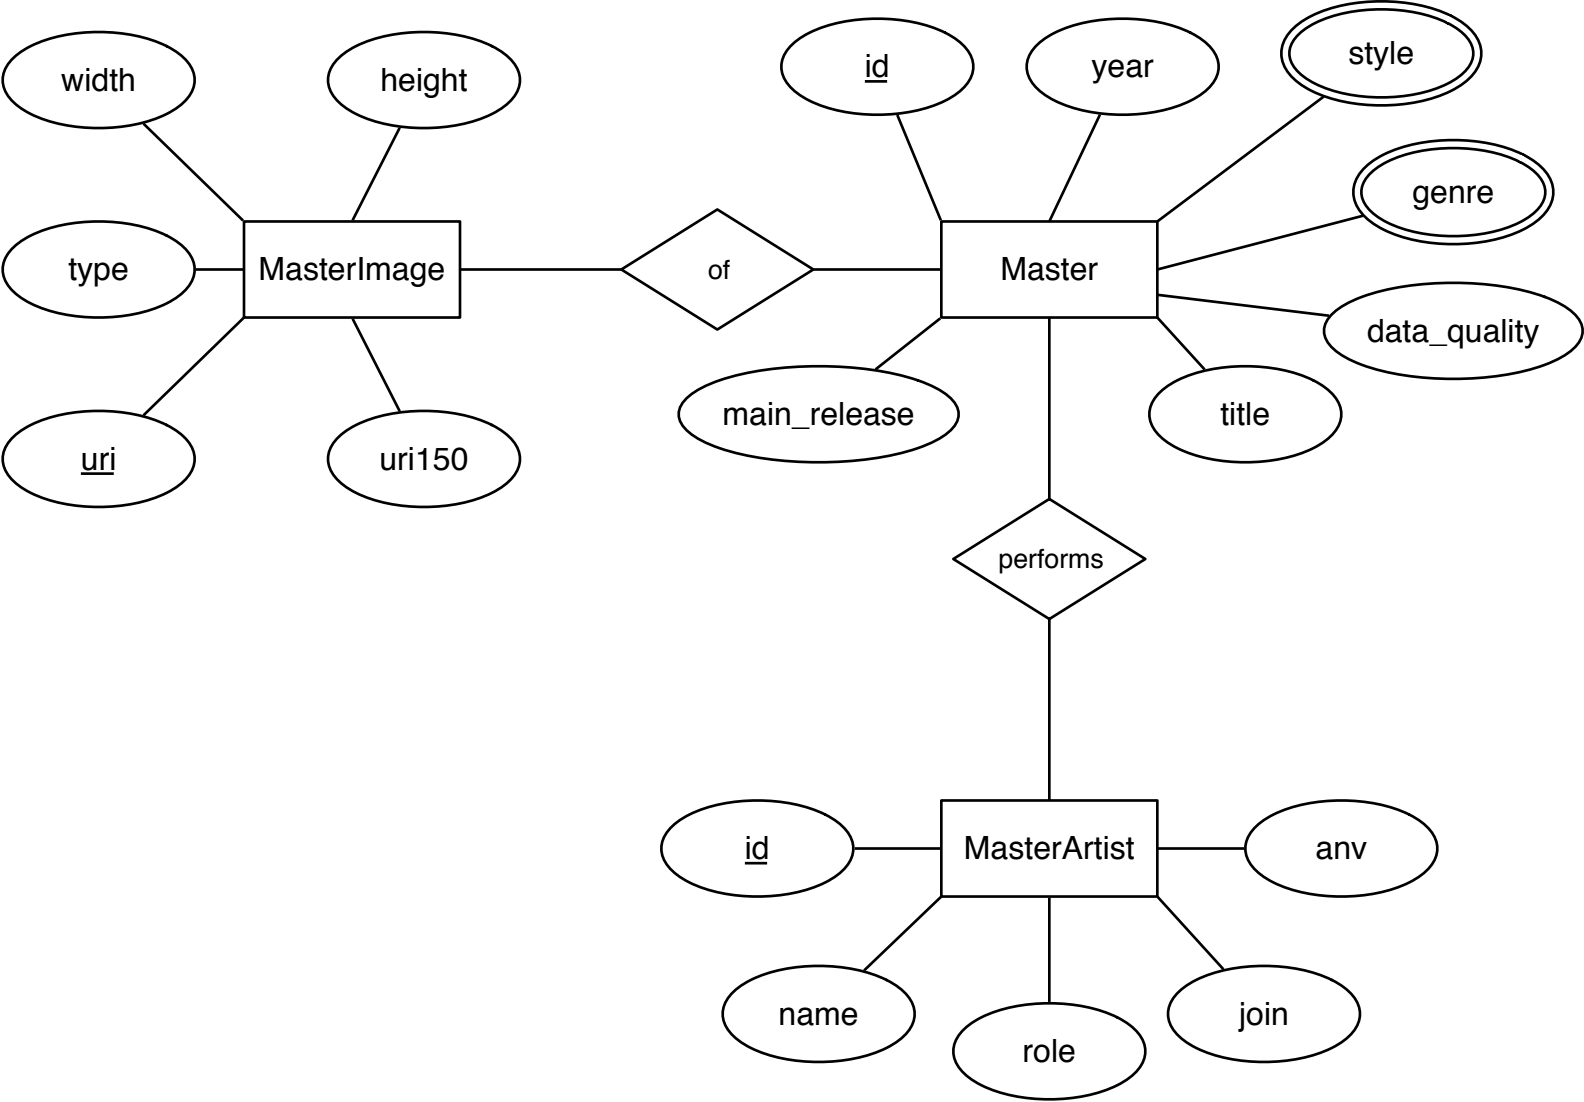 width
height
id
year
style
genre
type
MasterImage
of
Master
data_quality
main_release
title
uri
uri150
performs
id
MasterArtist
anv
name
role
join